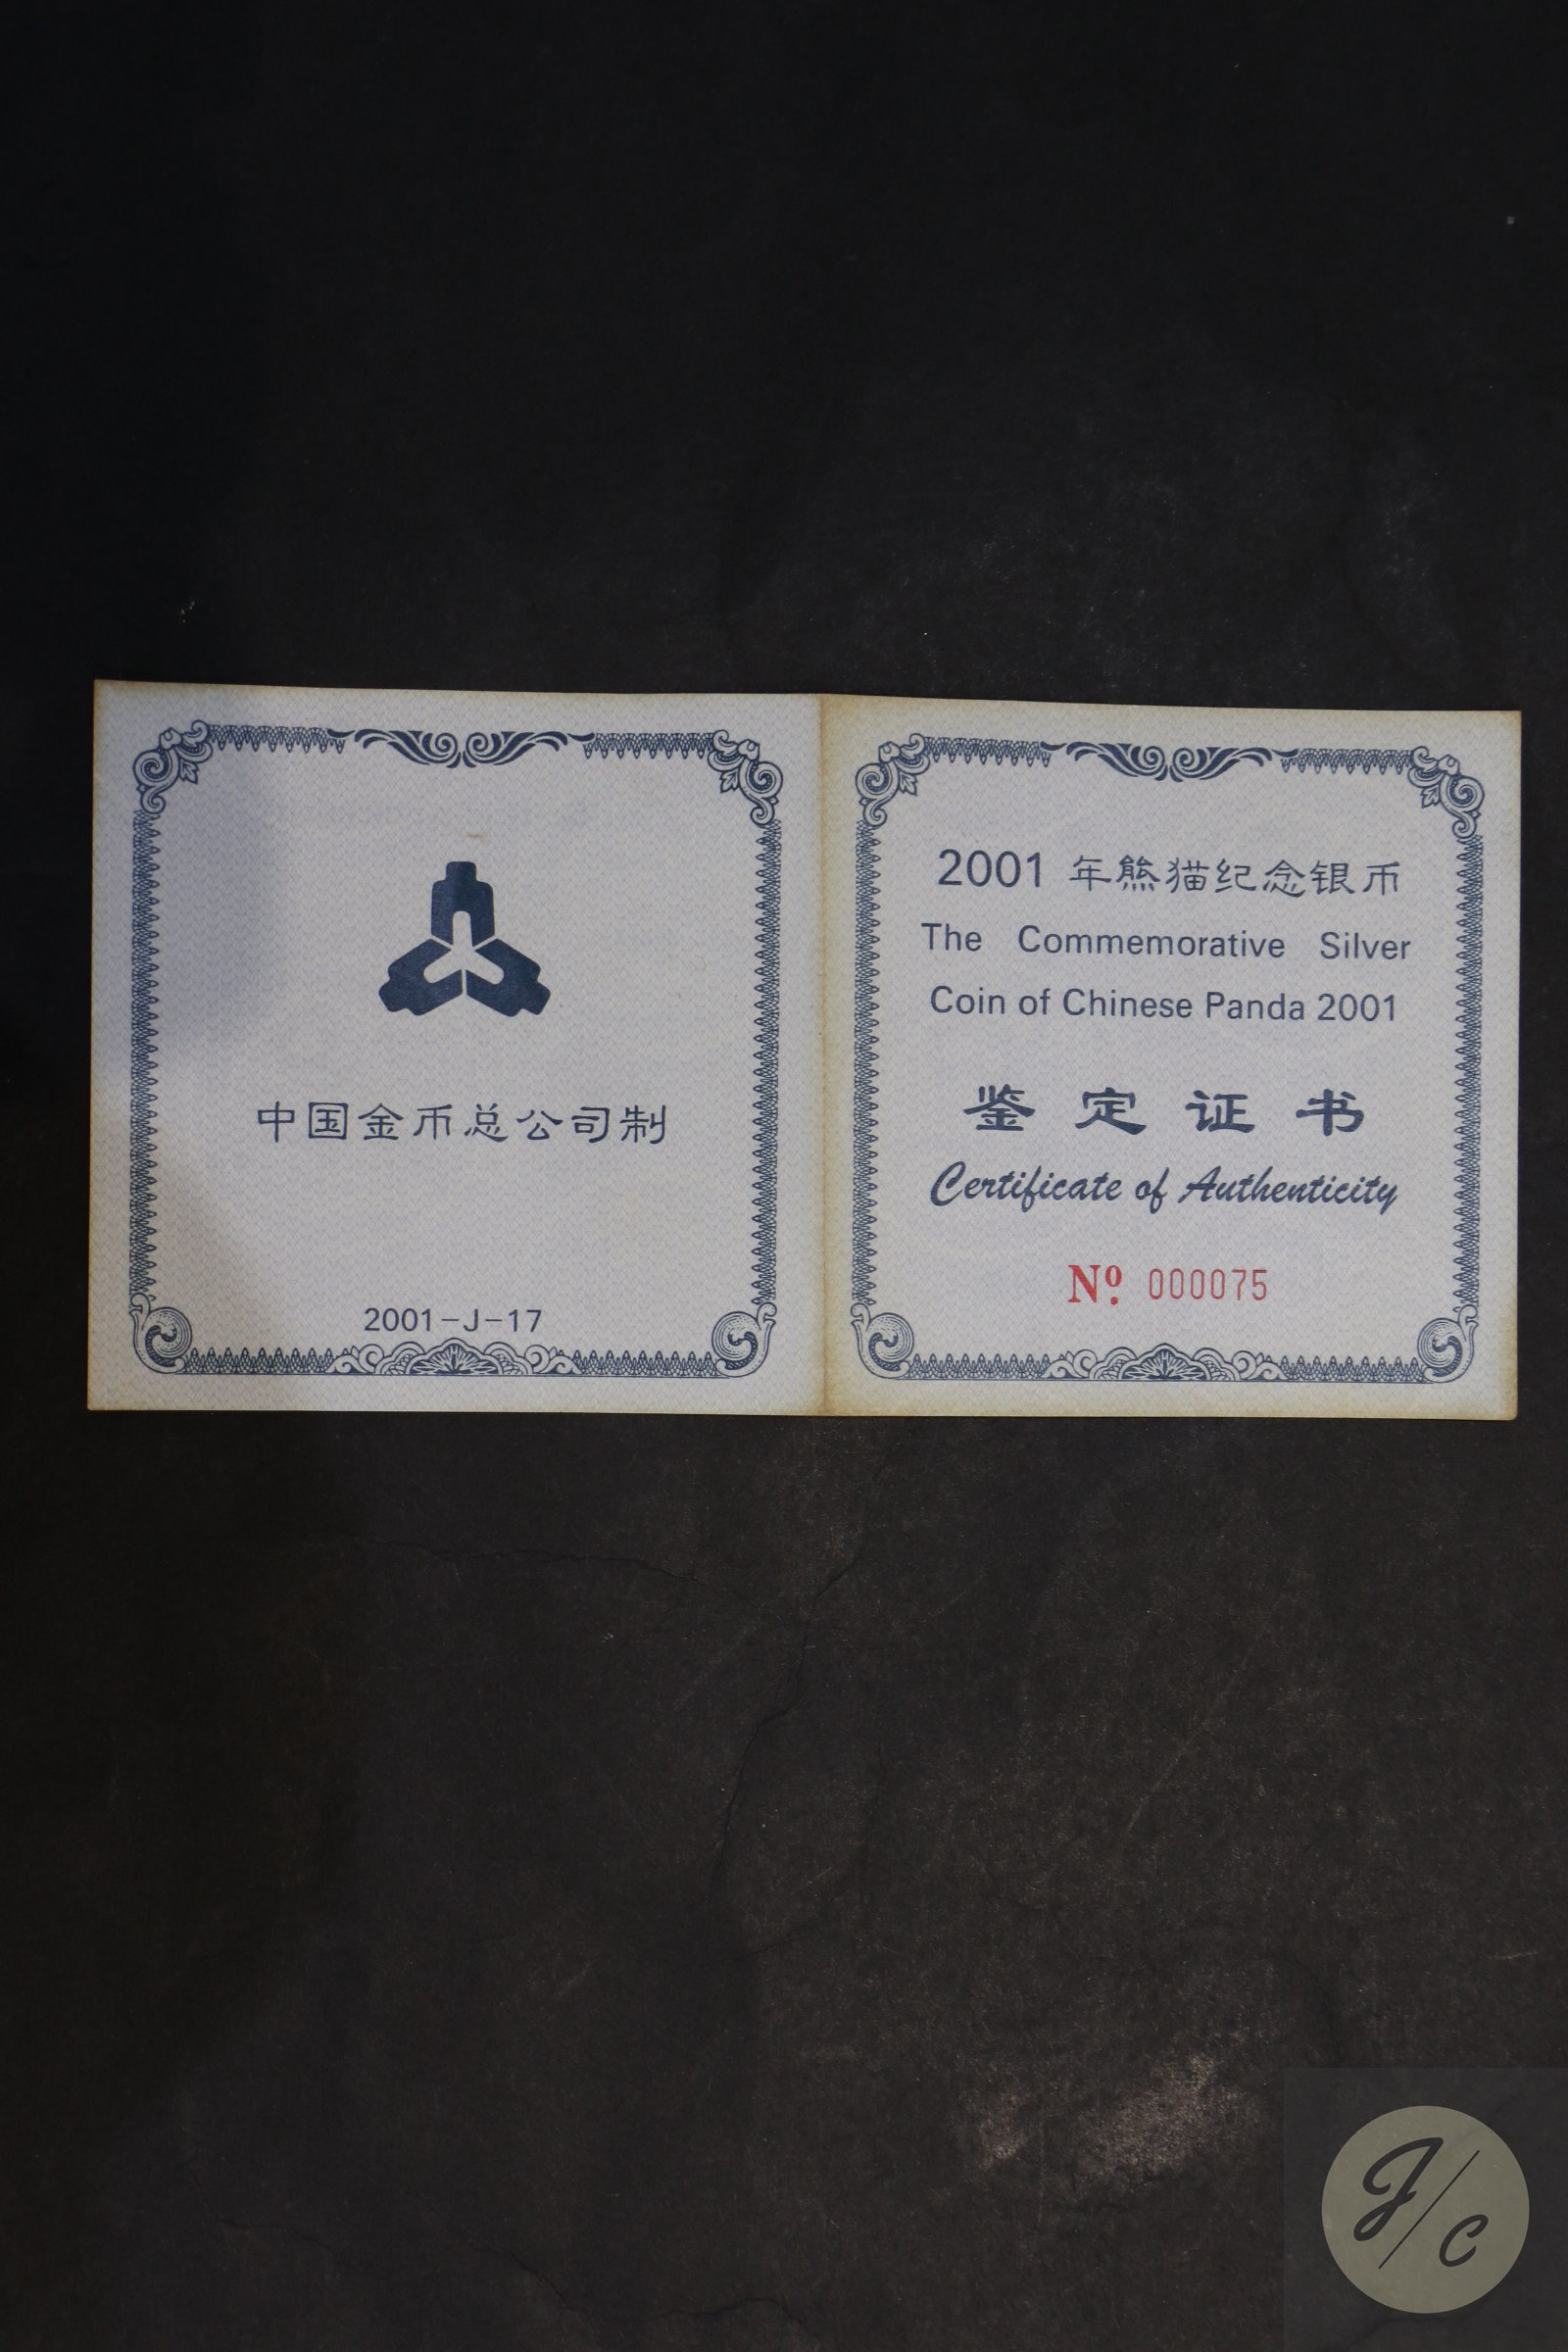 中国金币总公司制
2001-J-17
2001 年熊猫纪念银币
The Commemorative Silver
Coin of Chinese Panda 2001
鉴定证书
Certificate of Authenticity
Nº 000075
J/C